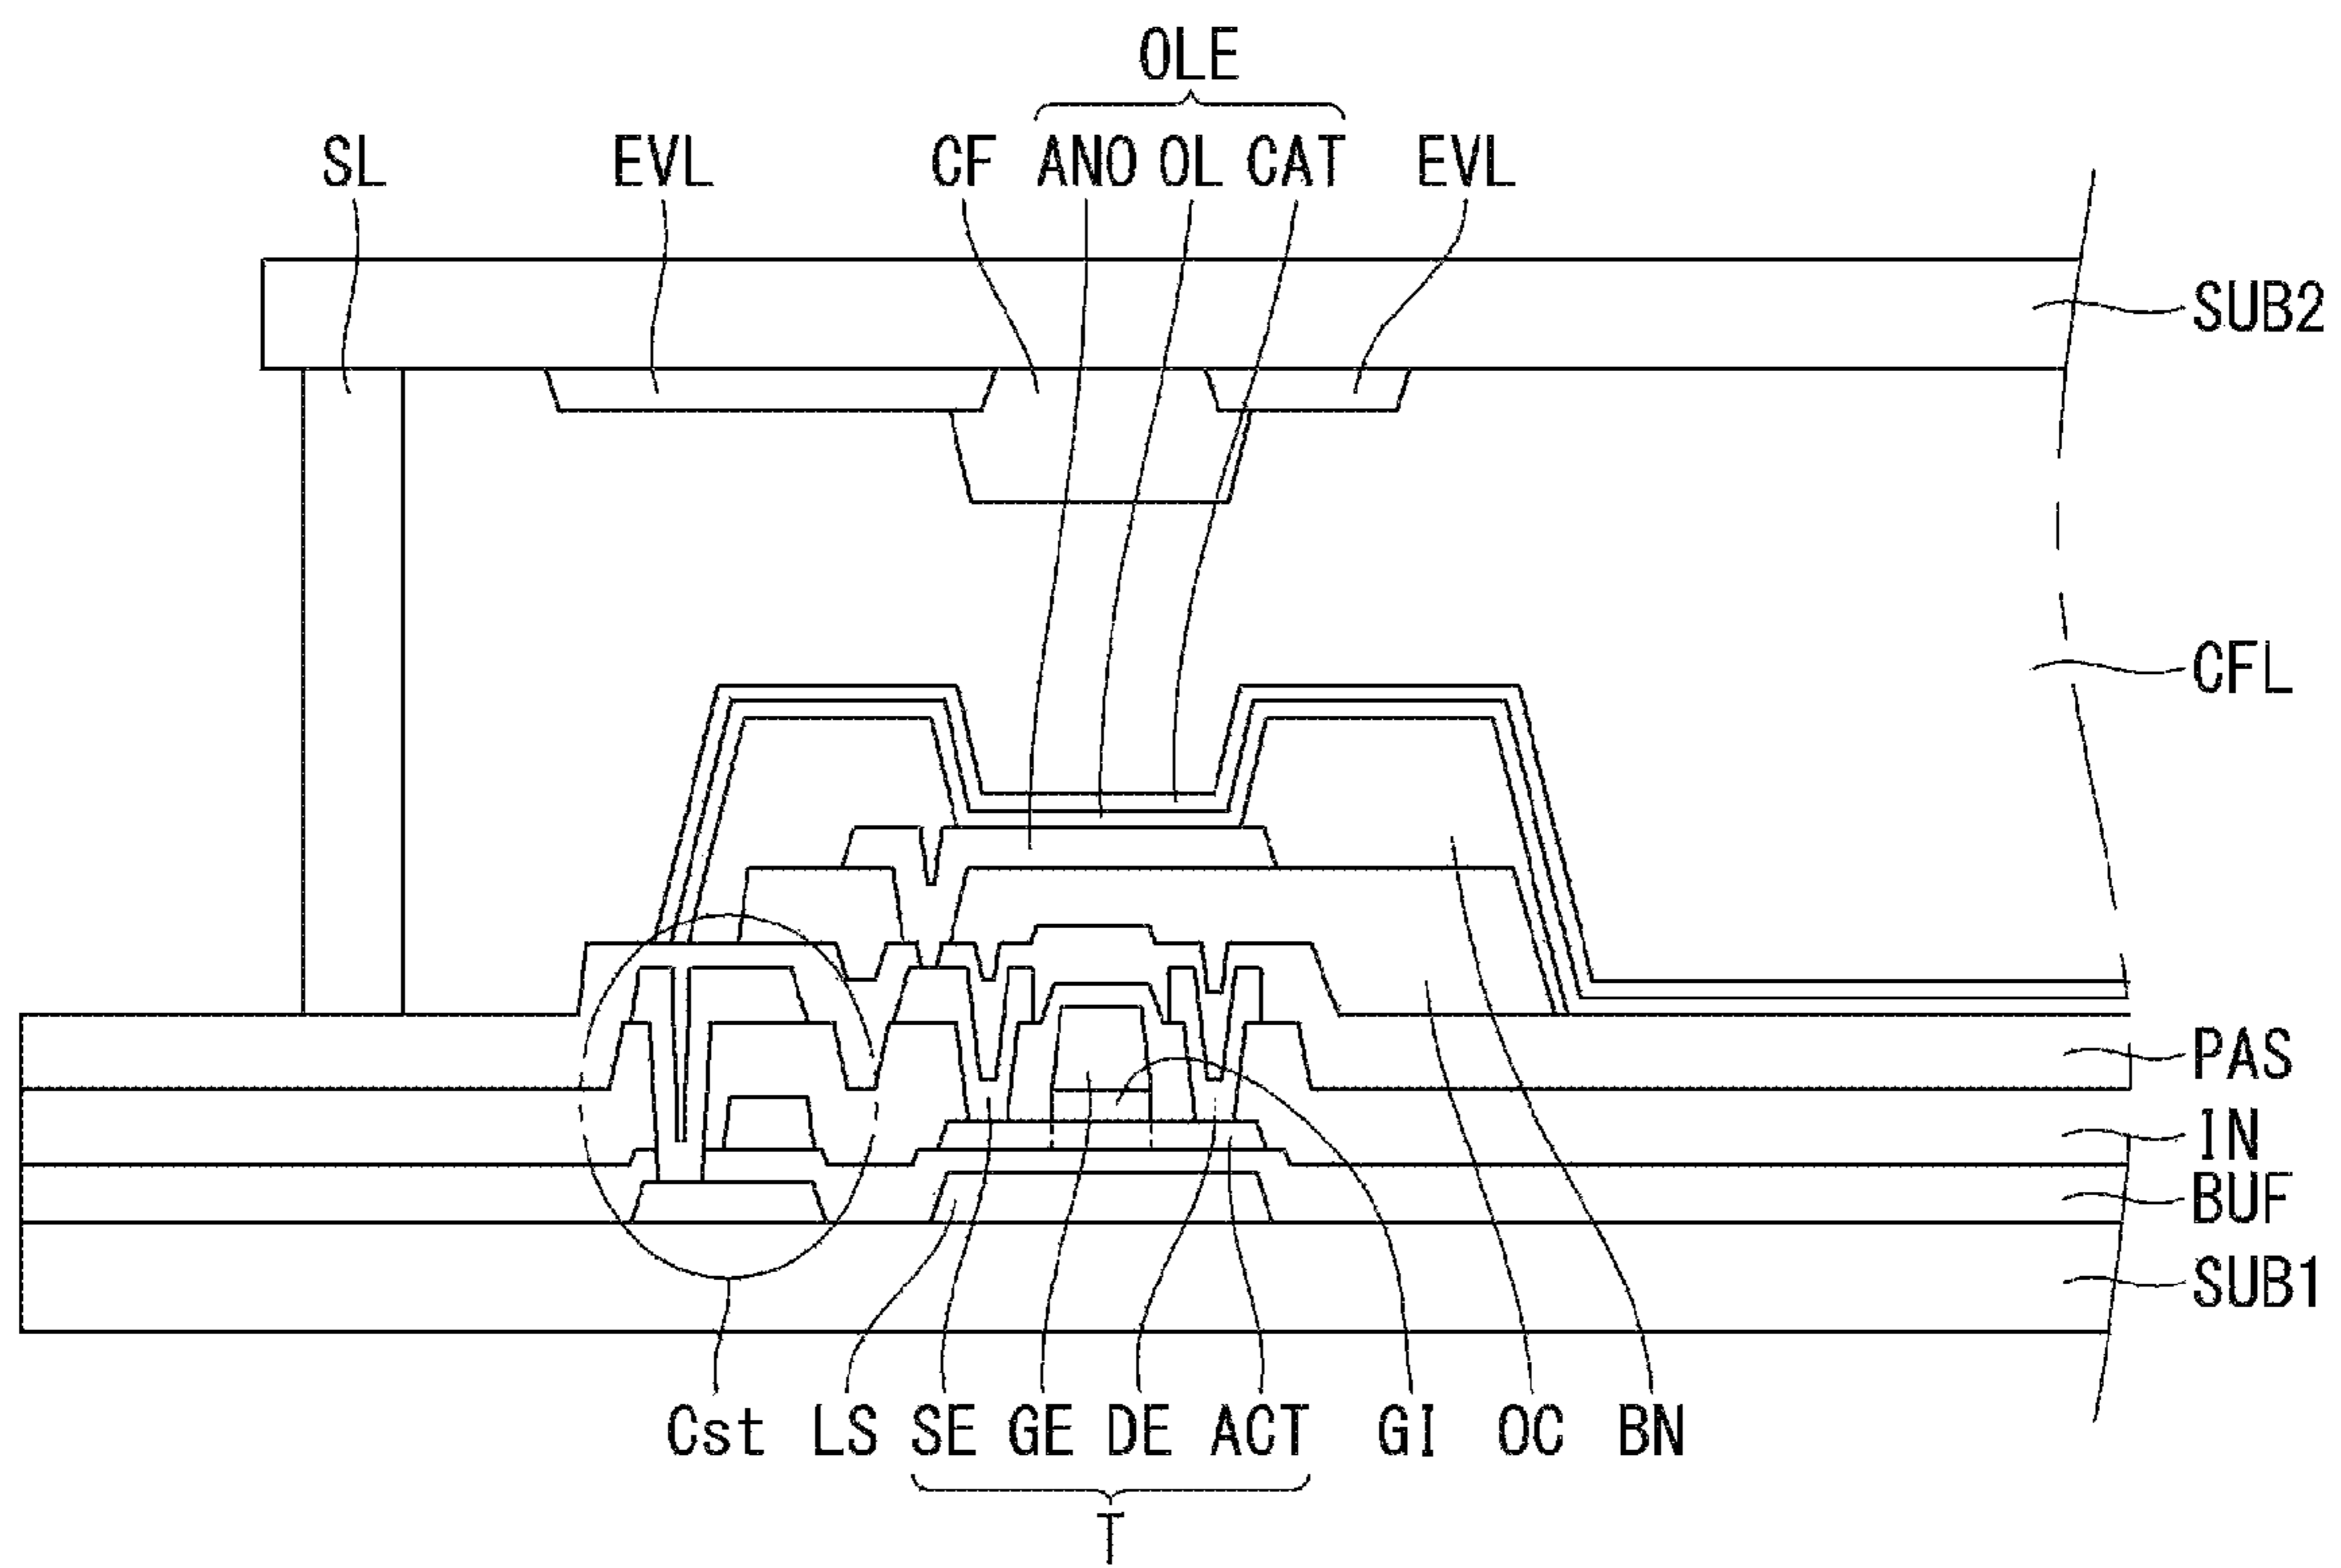 OLE
SL EVL CF ANO OL CAT EVL
SUB2
CFL
PAS
IN
BUF
SUB1
Cst LS SE GE DE ACT GI OC BN
T